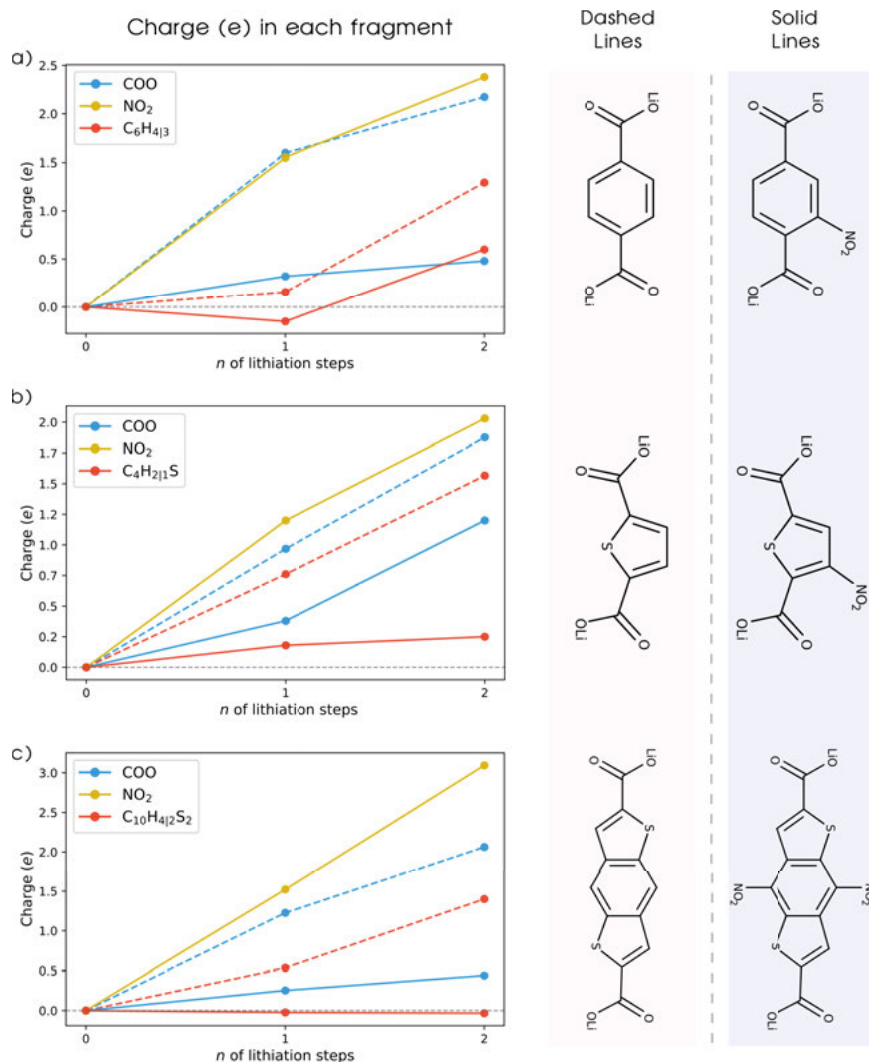 Charge (e) in each fragment
Dashed
Lines
Solid
Lines
a)
2.5
2.0
1.5
1.0
0.5
0.0
Charge (e)
COO
NO₂
C₆H₄|₃
0
1
2
n of lithiation steps
O
LiO
OLi
O
O
LiO
NO₂
OLi
O
b)
2.0
1.7
1.5
1.2
1.0
0.7
0.5
0.2
0.0
Charge (e)
COO
NO₂
C₄H₂|₁S
0
1
2
n of lithiation steps
O
LiO
S
OLi
O
O
LiO
S
NO₂
OLi
O
c)
3.0
2.5
2.0
1.5
1.0
0.5
0.0
Charge (e)
COO
NO₂
C₁₀H₄|₂S₂
0
1
2
n of lithiation steps
O
LiO
S
S
OLi
O
O
LiO
S
NO₂
NO₂
S
OLi
O